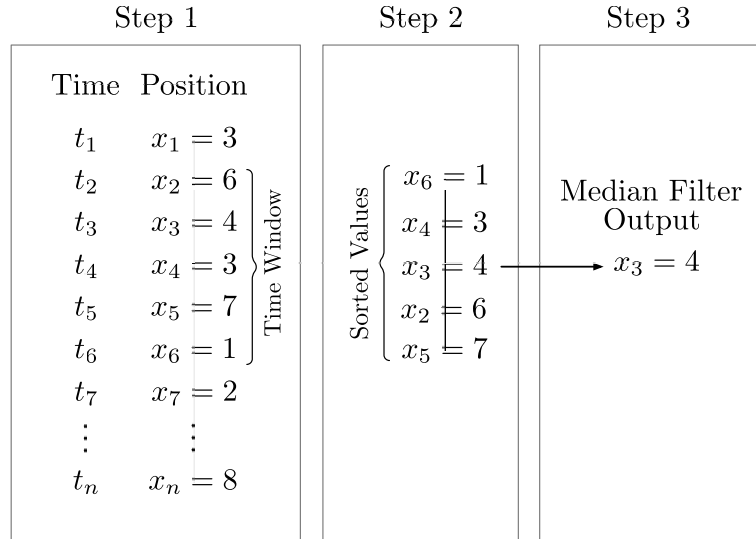 Step 1
Time Position
t₁ x₁ = 3
t₂ x₂ = 6
t₃ x₃ = 4
t₄ x₄ = 3
t₅ x₅ = 7
t₆ x₆ = 1
t₇ x₇ = 2
⋮ ⋮
tₙ xₙ = 8
Time Window
Step 2
Sorted Values
x₆ = 1
x₄ = 3
x₃ = 4
x₂ = 6
x₅ = 7
Step 3
Median Filter
Output
x₃ = 4